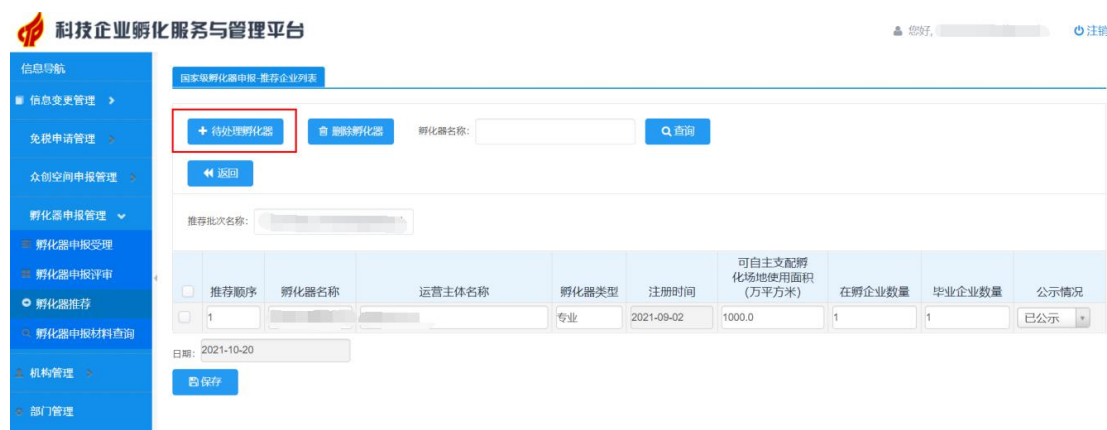 科技企业孵化服务与管理平台
您好,
注销
信息导航
信息变更管理
免税申请管理
众创空间申报管理
孵化器申报管理
孵化器申报受理
孵化器申报评审
孵化器推荐
孵化器申报材料查询
机构管理
部门管理
国家级孵化器申报-推荐企业列表
待处理孵化器 删除孵化器 孵化器名称: 查询
返回
推荐批次名称:
推荐顺序 孵化器名称 运营主体名称 孵化器类型 注册时间 可自主支配孵化场地使用面积(万平方米) 在孵企业数量 毕业企业数量 公示情况
1 专业 2021-09-02 1000.0 1 1 已公示
日期: 2021-10-20
保存